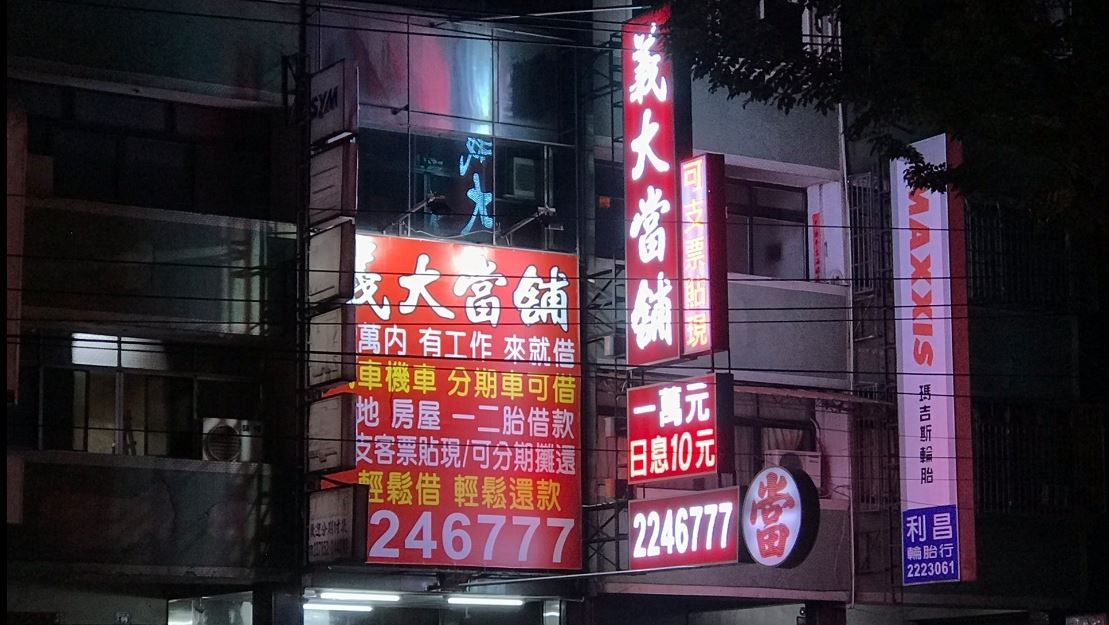 SYM
大
義大當舖
大當舖
萬內 有工作 來就借
車機車 分期車可借
地 房屋 一二胎借款
支客票貼現/可分期攤還
輕鬆借 輕鬆還款
246777
可支票貼現
一萬元
日息10元
2246777
當
MAXXIS
瑪吉斯輪胎
利昌
輪胎行
2223061